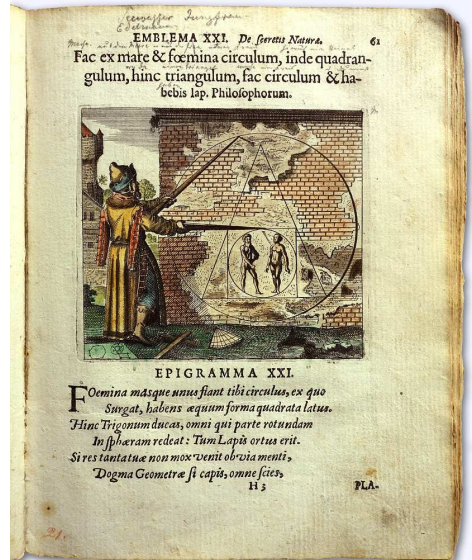 EMBLEMA XXI. De secretis Naturæ. 61
Fac ex mare & fœmina circulum, inde quadran-
gulum, hinc triangulum, fac circulum & ha-
bebis lap. Philosophorum.
EPIGRAMMA XXI.
FOemina masque unus fiant tibi circulus, ex quo
Surgat, habens æquum forma quadrata latus.
Hinc Trigonum ducas, omni qui parte rotundam
In sphæram redeat: Tum Lapis ortus erit.
Si res tanta tuæ non mox venit obvia menti,
Dogma Geometræ si capis, omne scies,
H 3 PLA-
21.